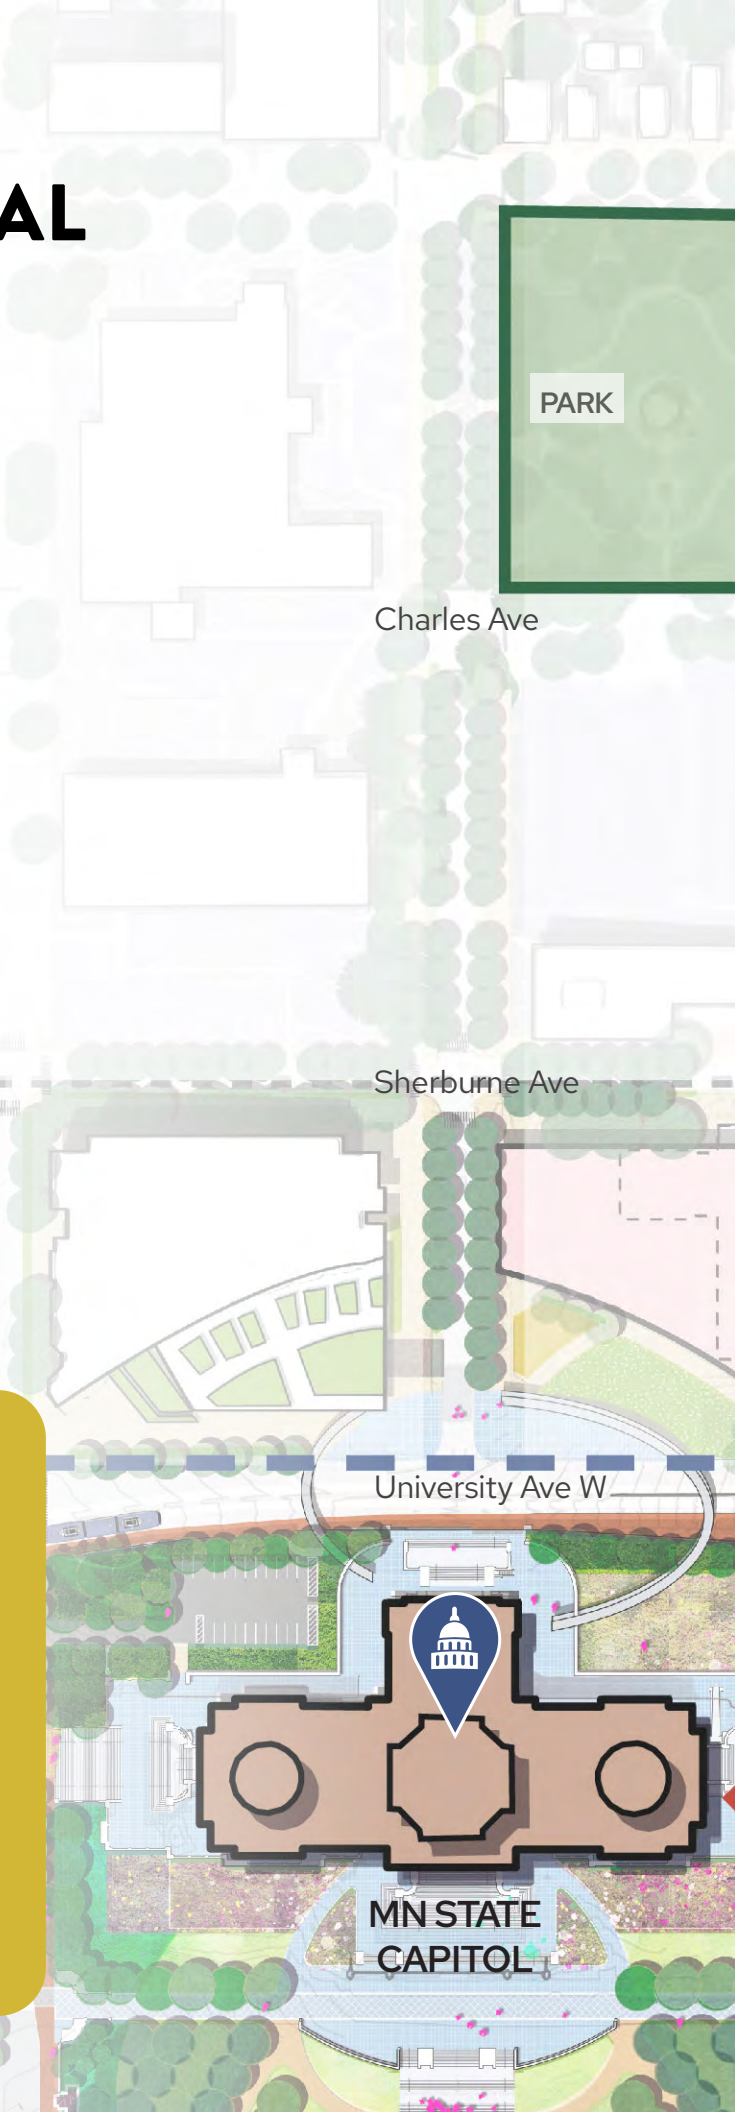 AL
PARK
Charles Ave
Sherburne Ave
University Ave W
MN STATE
CAPITOL